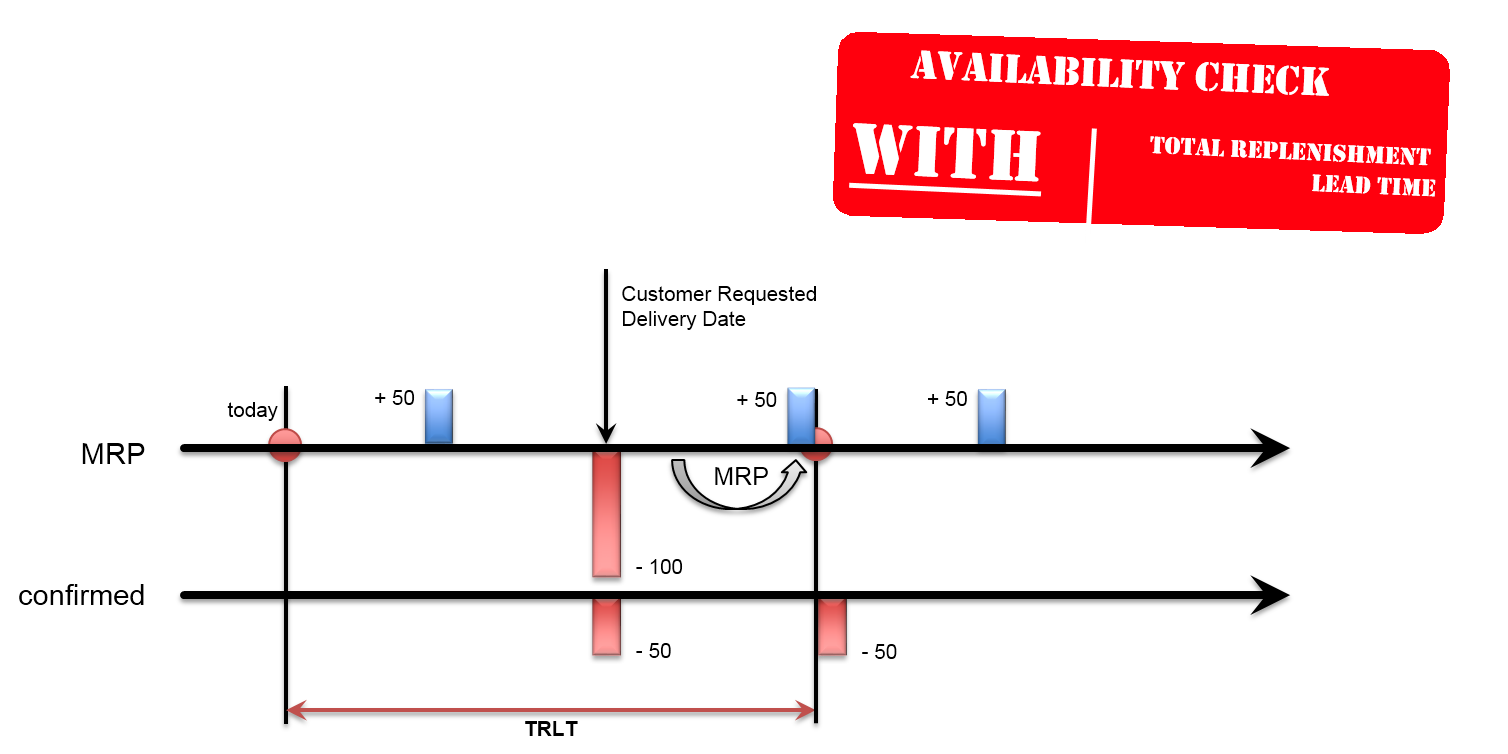 AVAILABILITY CHECK
WITH
TOTAL REPLENISHMENT
LEAD TIME
Customer Requested
Delivery Date
today
+ 50
+ 50
+ 50
MRP
MRP
- 100
confirmed
- 50
- 50
TRLT